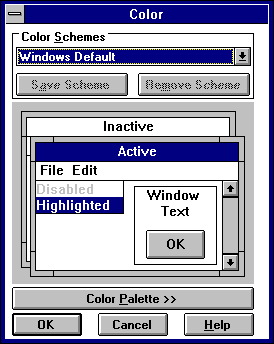 Color
Color Schemes
Windows Default
Save Scheme Remove Scheme
Inactive
Active
File Edit
Disabled
Highlighted
Window
Text
OK
Color Palette >>
OK Cancel Help